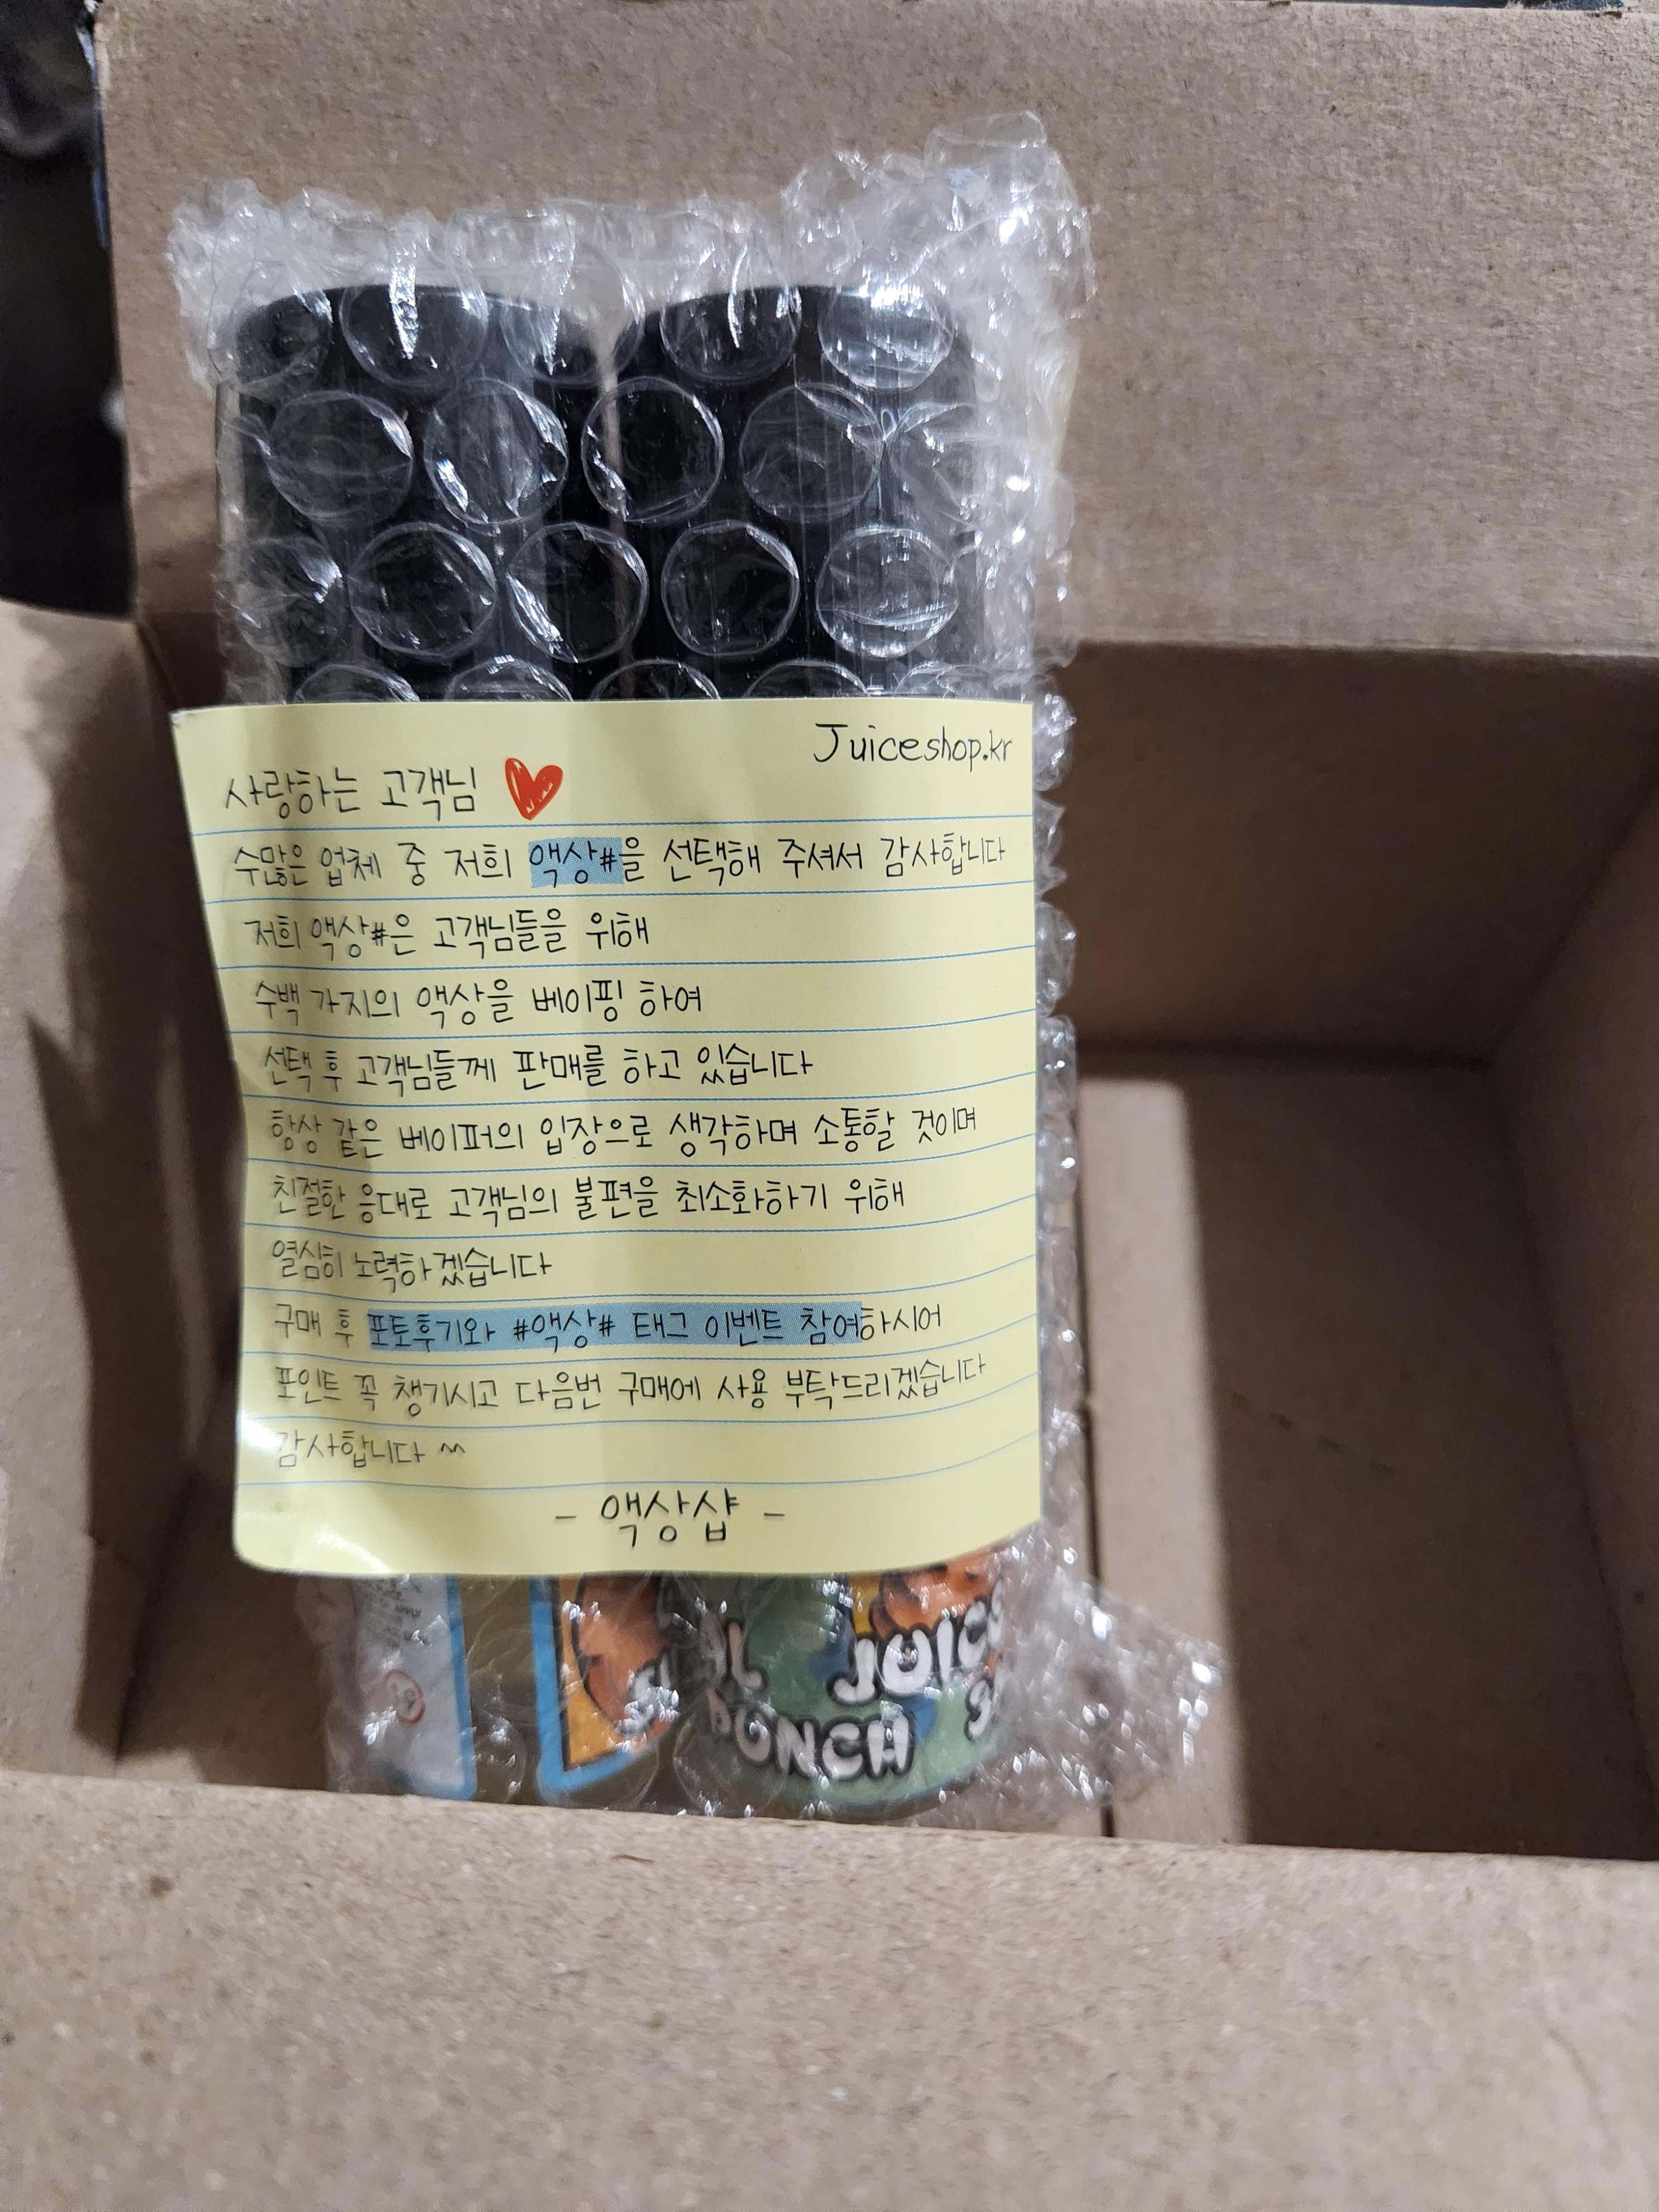 Juiceshop.kr
사랑하는 고객님
수많은 업체 중 저희 액상#을 선택해 주셔서 감사합니다
저희 액상#은 고객님들을 위해
수백 가지의 액상을 베이핑 하여
선택 후 고객님들께 판매를 하고 있습니다
항상 같은 베이퍼의 입장으로 생각하며 소통할 것이며
친절한 응대로 고객님의 불편을 최소화하기 위해
열심히 노력하겠습니다
구매 후 포토후기와 #액상# 태그 이벤트 참여하시어
포인트 꼭 챙기시고 다음번 구매에 사용 부탁드리겠습니다
감사합니다 ^^
- 액상샵 -
JUICE
PUNCH